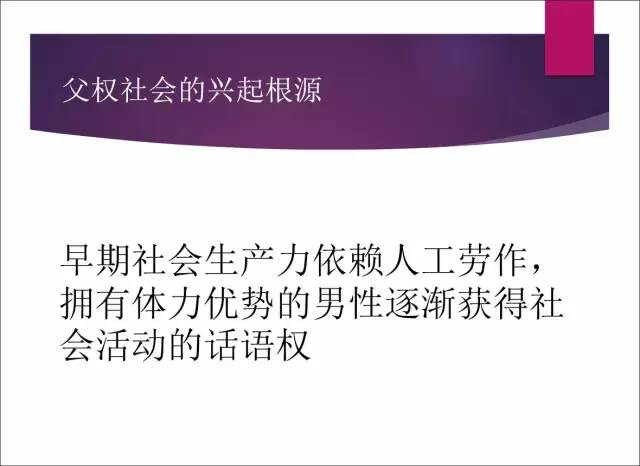 父权社会的兴起根源
早期社会生产力依赖人工劳作，
拥有体力优势的男性逐渐获得社
会活动的话语权